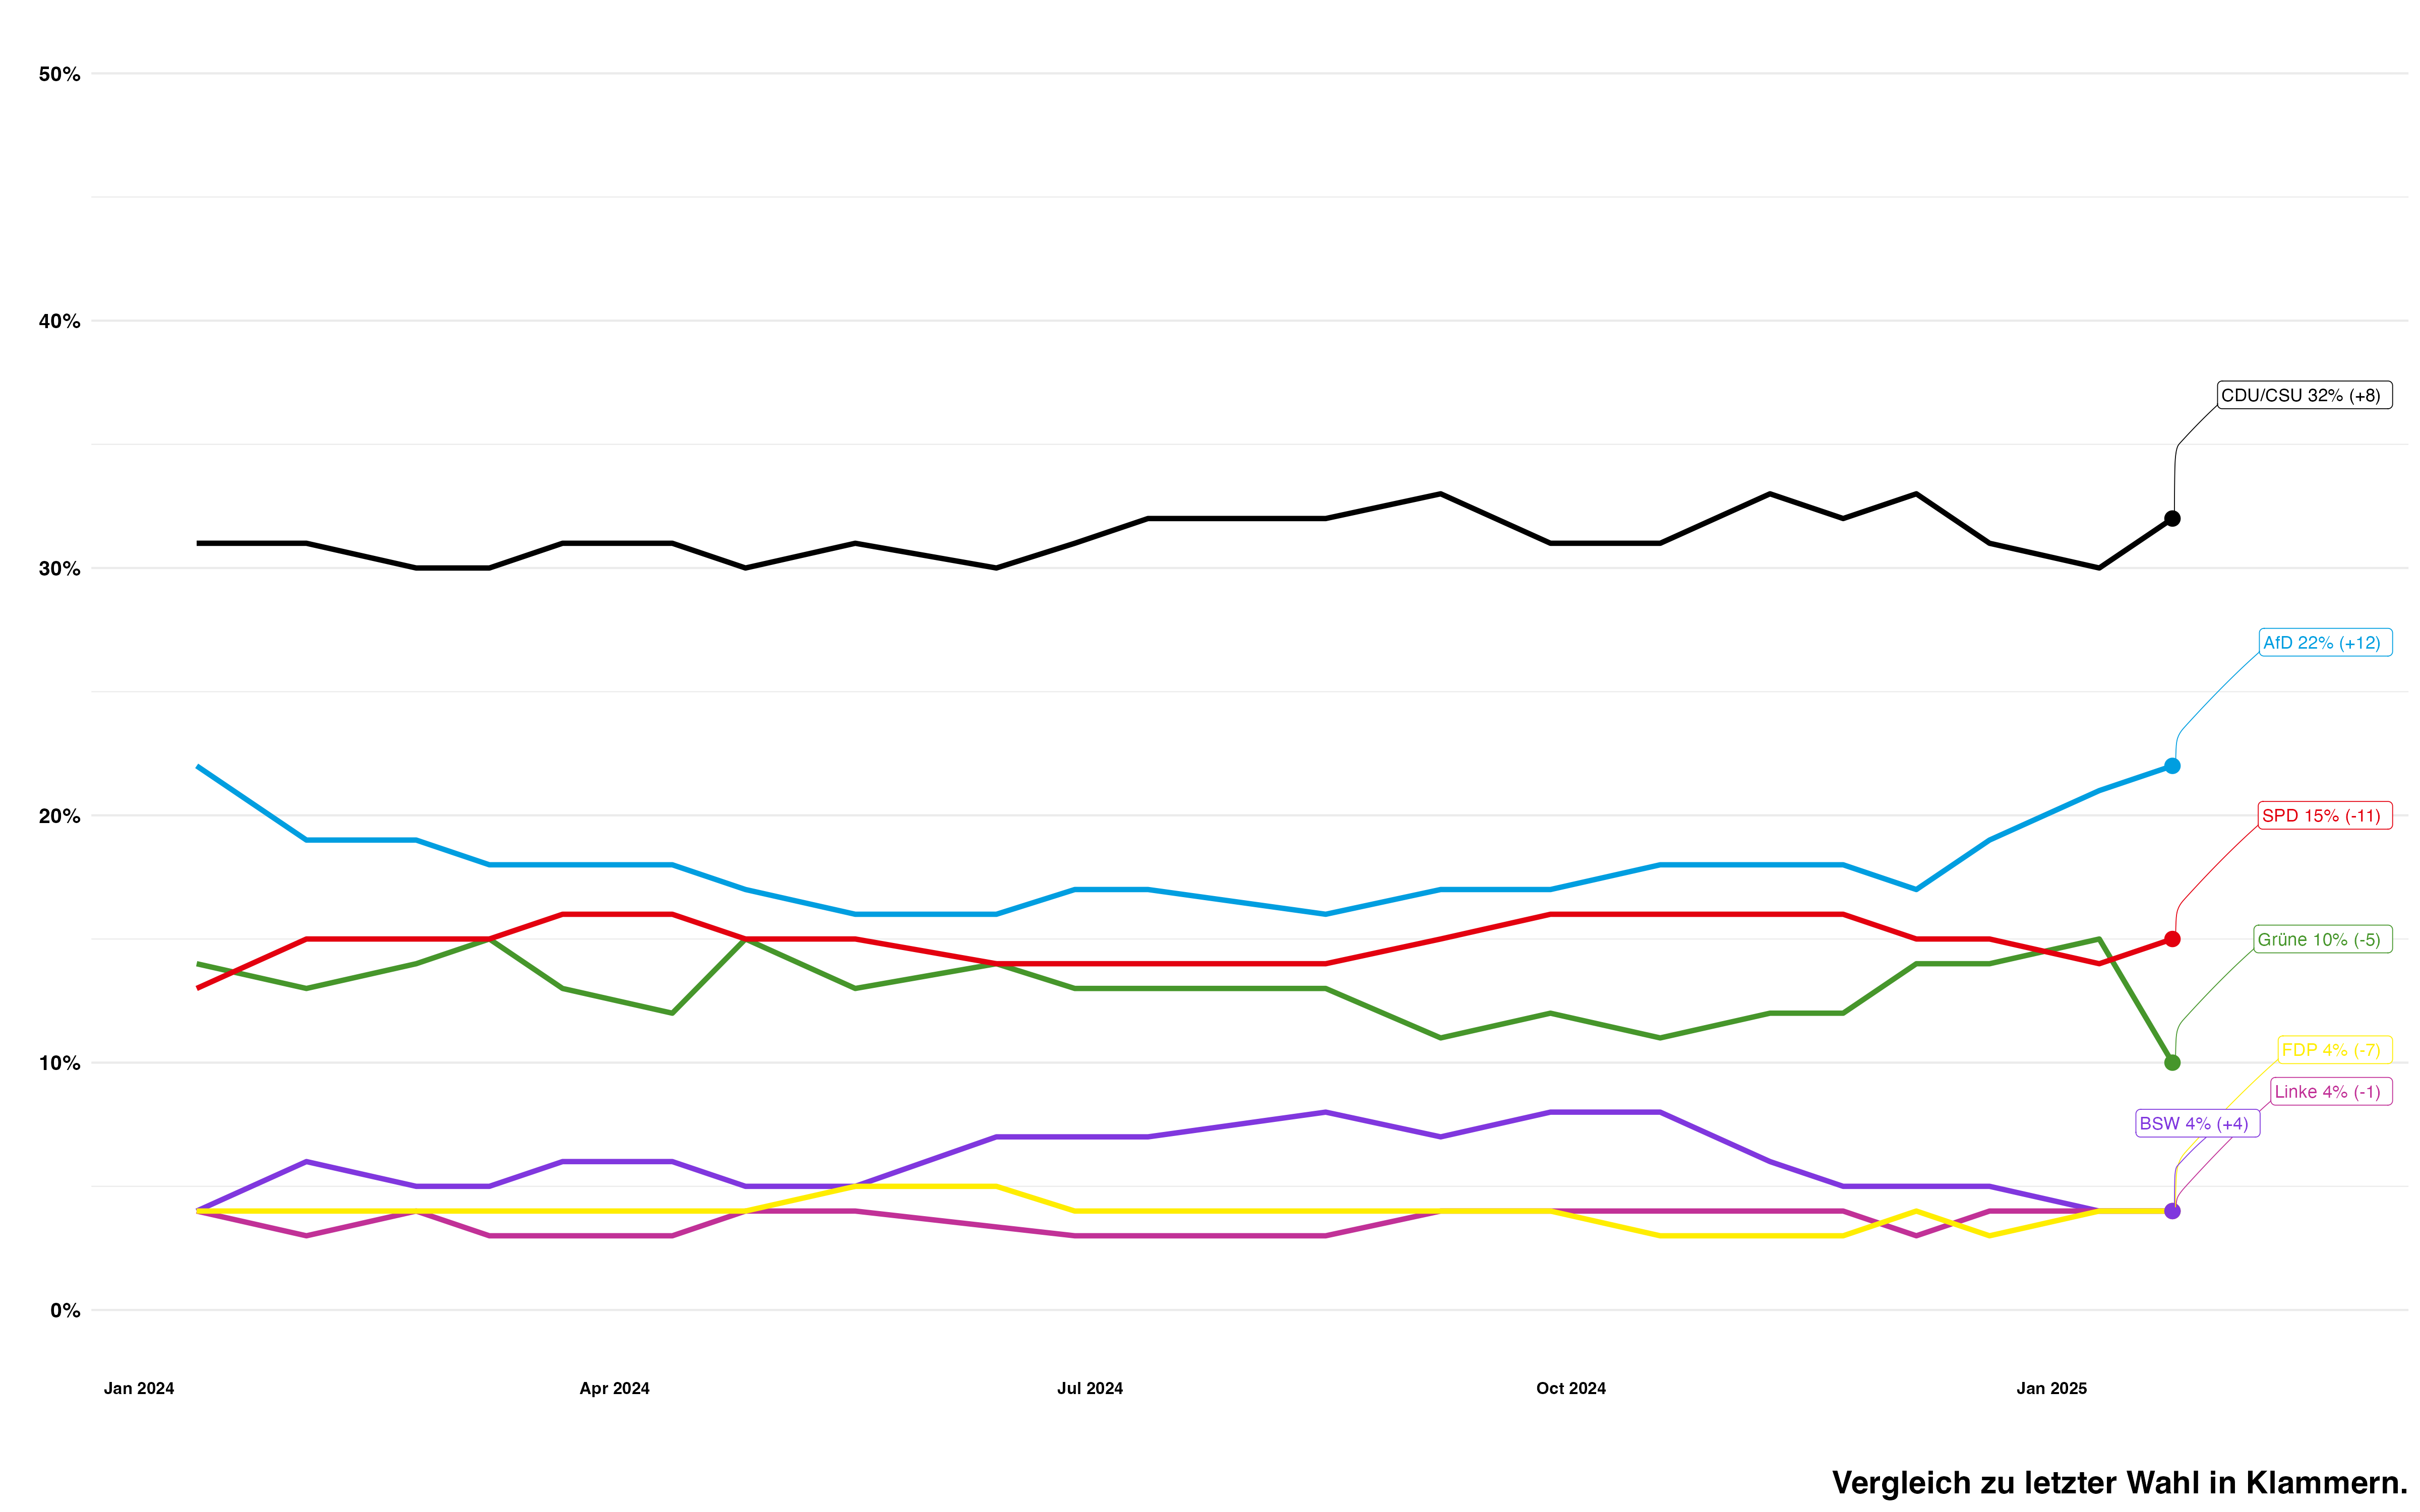 50%
40%
30%
20%
10%
0%
CDU/CSU 32% (+8)
AfD 22% (+12)
SPD 15% (-11)
Grüne 10% (-5)
FDP 4% (-7)
Linke 4% (-1)
BSW 4% (+4)
Jan 2024
Apr 2024
Jul 2024
Oct 2024
Jan 2025
Vergleich zu letzter Wahl in Klammern.